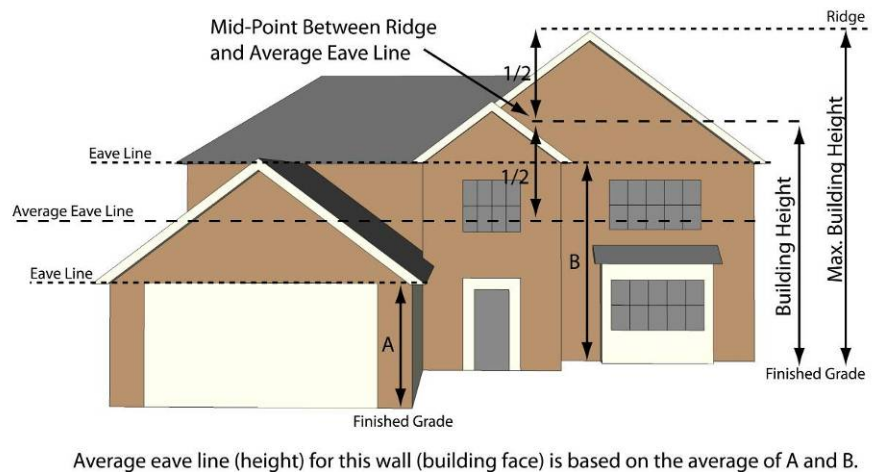 Ridge
Mid-Point Between Ridge
and Average Eave Line
1/2
Eave Line
1/2
Average Eave Line
Eave Line
A
B
Building Height
Max. Building Height
Finished Grade
Finished Grade
Average eave line (height) for this wall (building face) is based on the average of A and B.